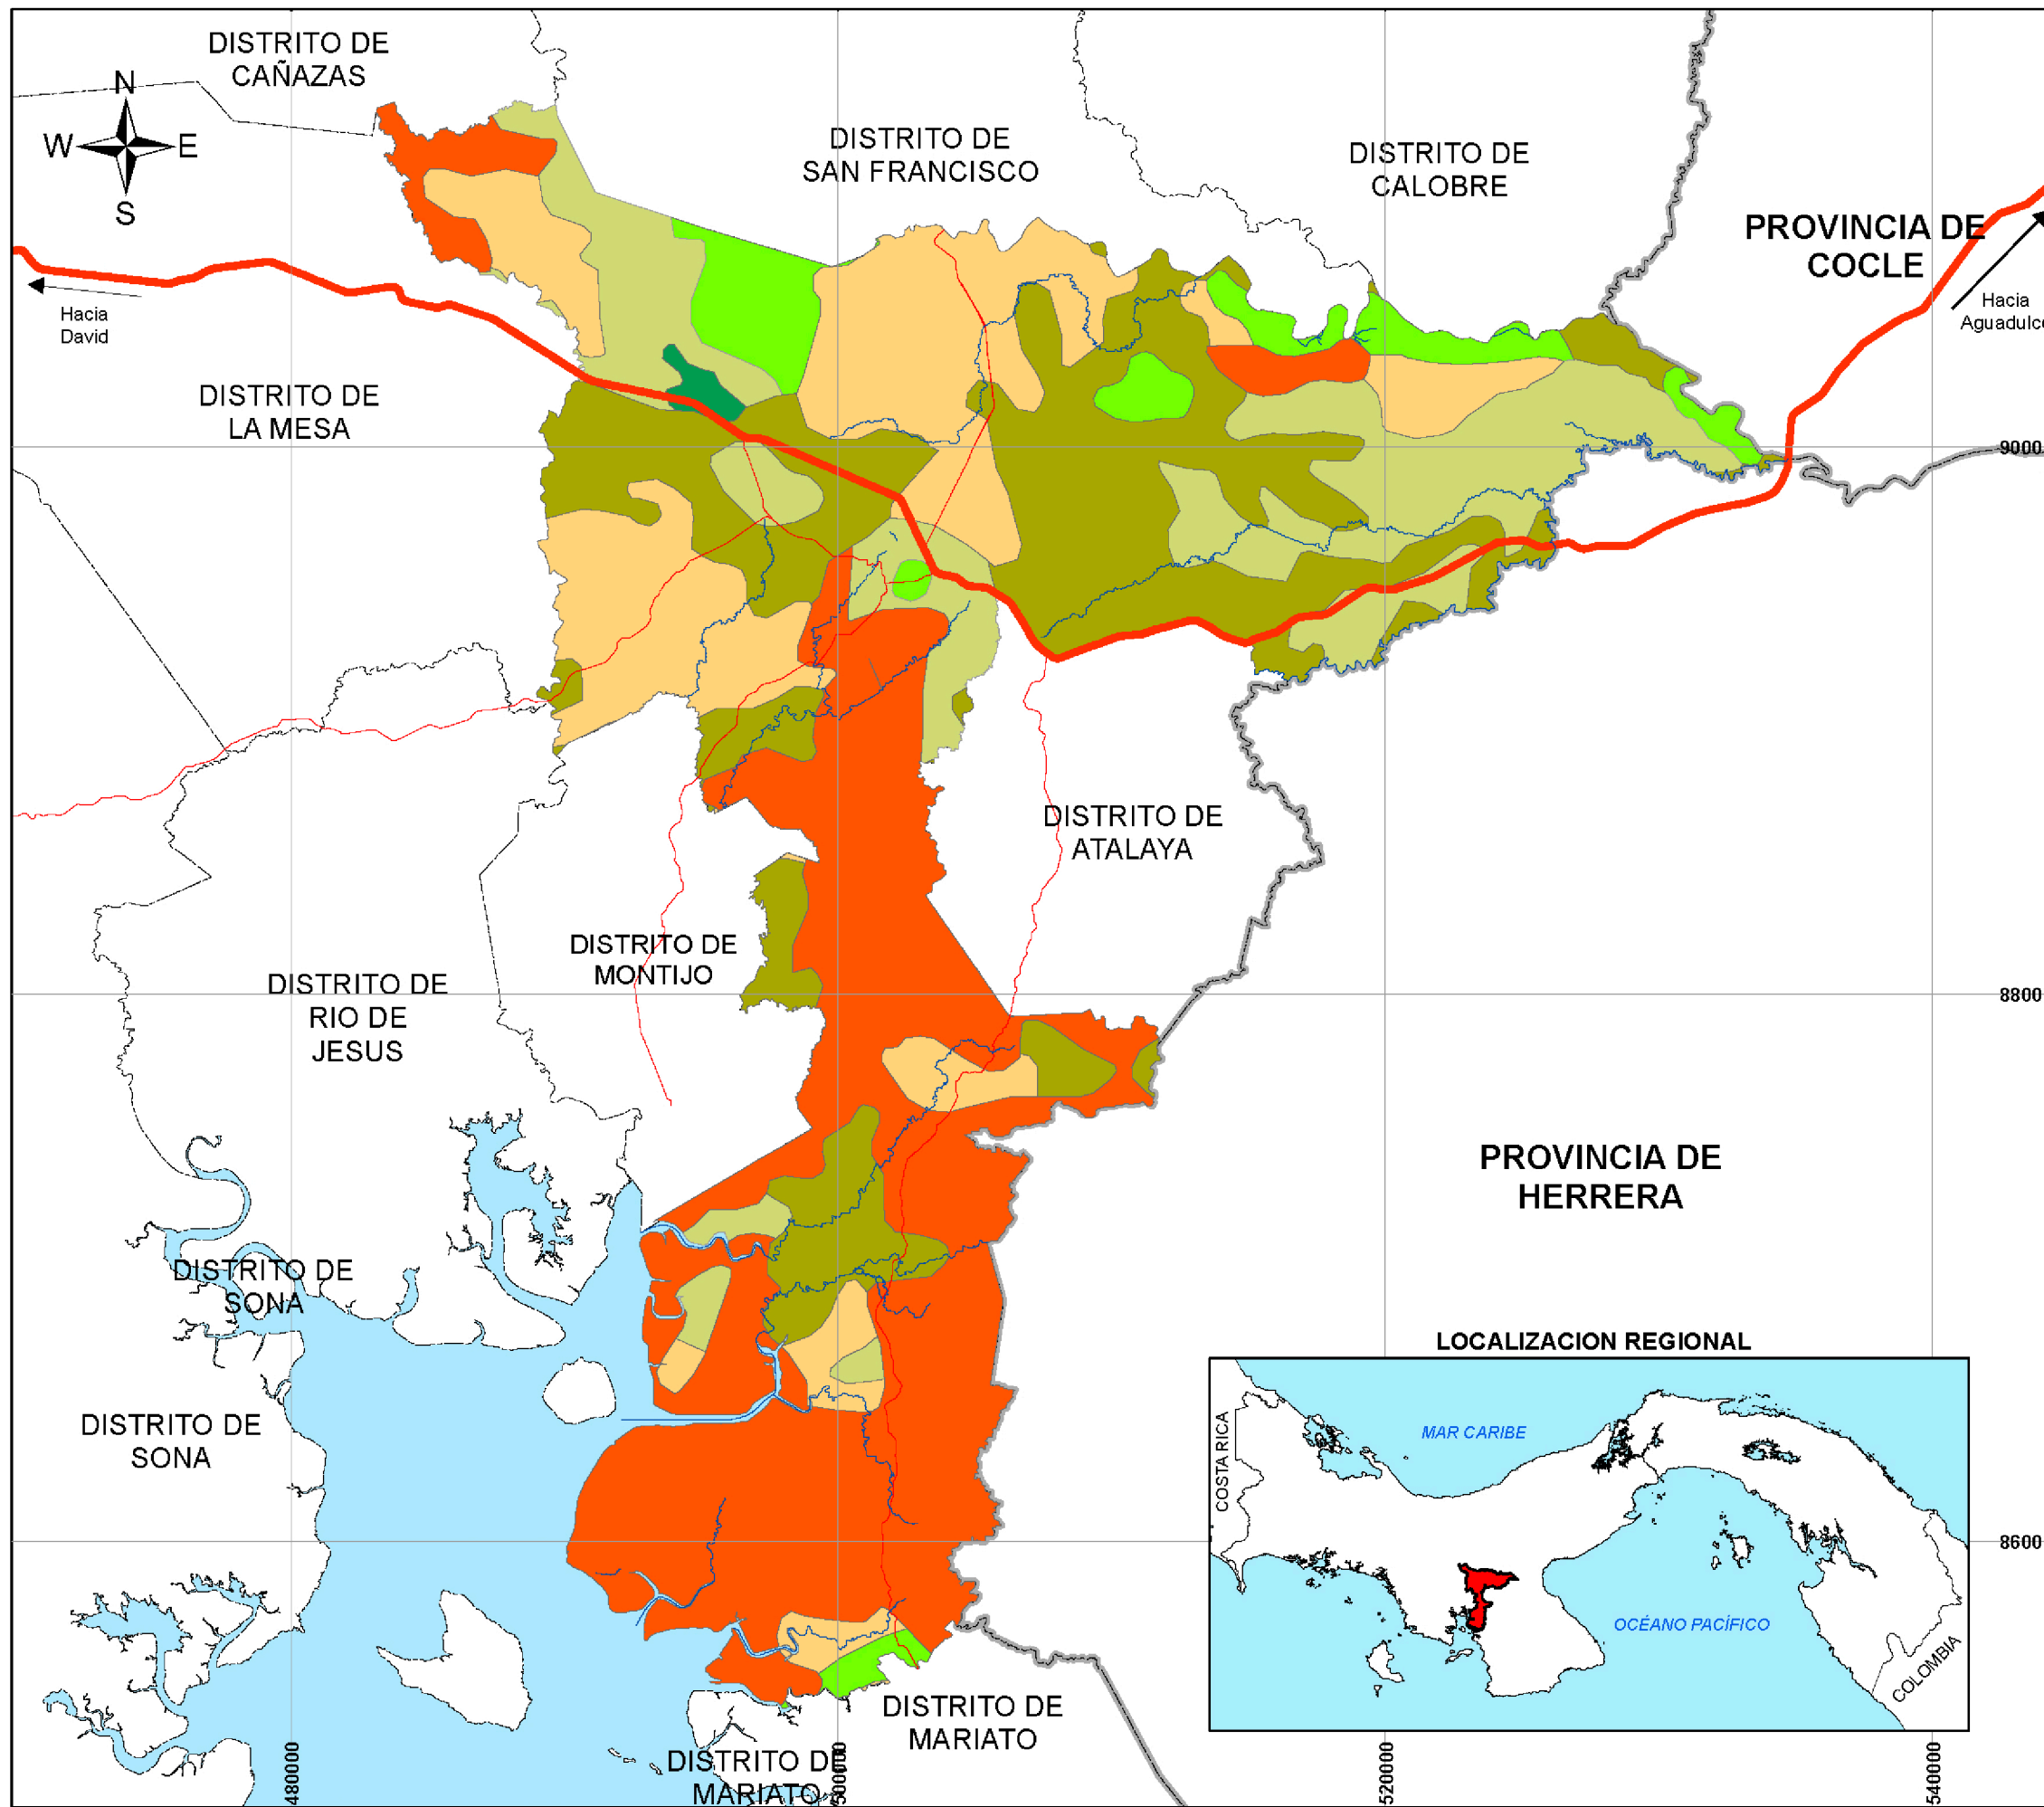 DISTRITO DE
CAÑAZAS
N
W
E
S
DISTRITO DE
SAN FRANCISCO
DISTRITO DE
CALOBRE
PROVINCIA DE
COCLE
Hacia
David
Hacia
Aguadulce
DISTRITO DE
LA MESA
9000
DISTRITO DE
ATALAYA
DISTRITO DE
MONTIJO
DISTRITO DE
RIO DE
JESUS
8800
PROVINCIA DE
HERRERA
DISTRITO DE
SONA
LOCALIZACION REGIONAL
DISTRITO DE
SONA
COSTA RICA
MAR CARIBE
8600
OCÉANO PACÍFICO
COLOMBIA
DISTRITO DE
MARIATO
DISTRITO DE
MARIATO
480000
500000
520000
540000